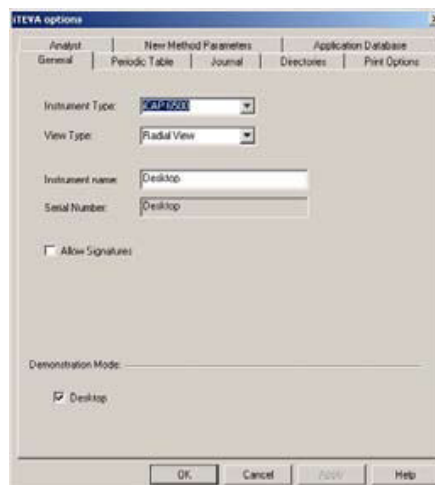 iTEVA options
Analyst New Method Parameters Application Database
General Periodic Table Journal Directories Print Options
Instrument Type: iCAP 6500
View Type: Radial View
Instrument name: Desktop
Serial Number: Desktop
Allow Signatures
Demonstration Mode:
Desktop
OK Cancel Apply Help